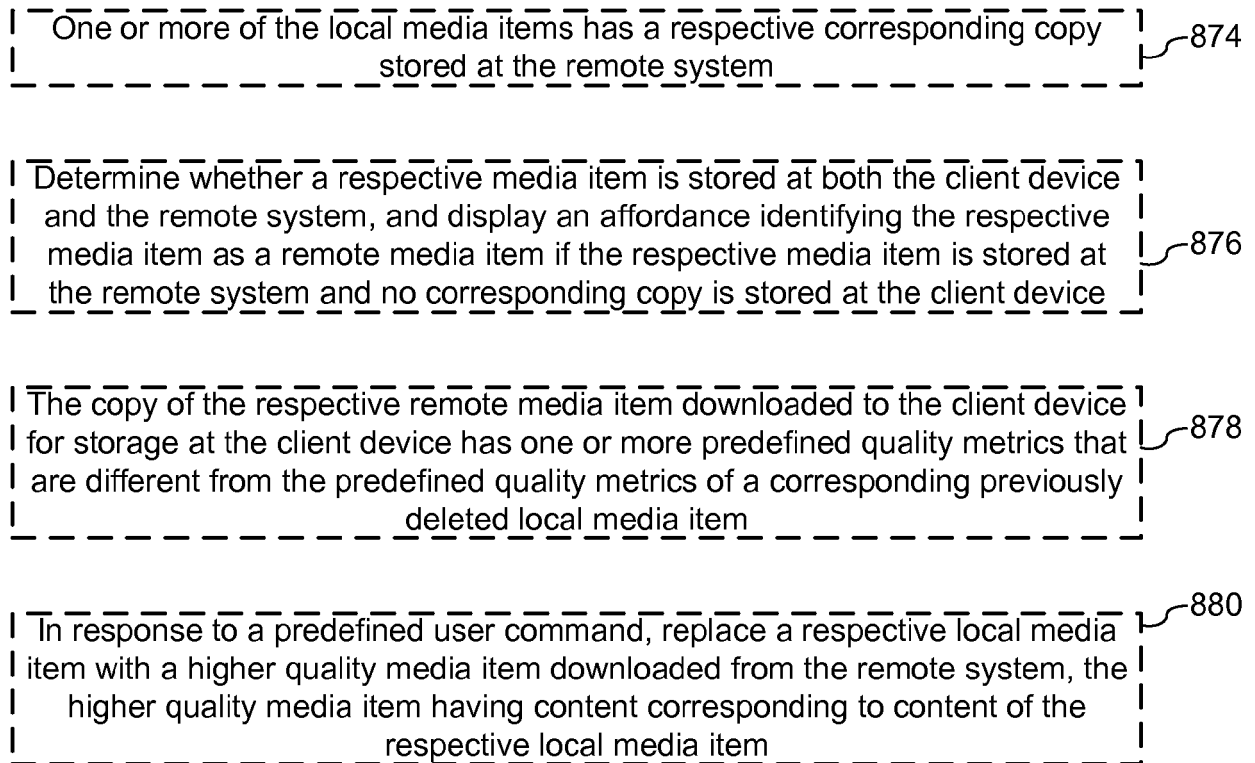 One or more of the local media items has a respective corresponding copy
stored at the remote system
874
Determine whether a respective media item is stored at both the client device
and the remote system, and display an affordance identifying the respective
media item as a remote media item if the respective media item is stored at
the remote system and no corresponding copy is stored at the client device
876
The copy of the respective remote media item downloaded to the client device
for storage at the client device has one or more predefined quality metrics that
are different from the predefined quality metrics of a corresponding previously
deleted local media item
878
In response to a predefined user command, replace a respective local media
item with a higher quality media item downloaded from the remote system, the
higher quality media item having content corresponding to content of the
respective local media item
880